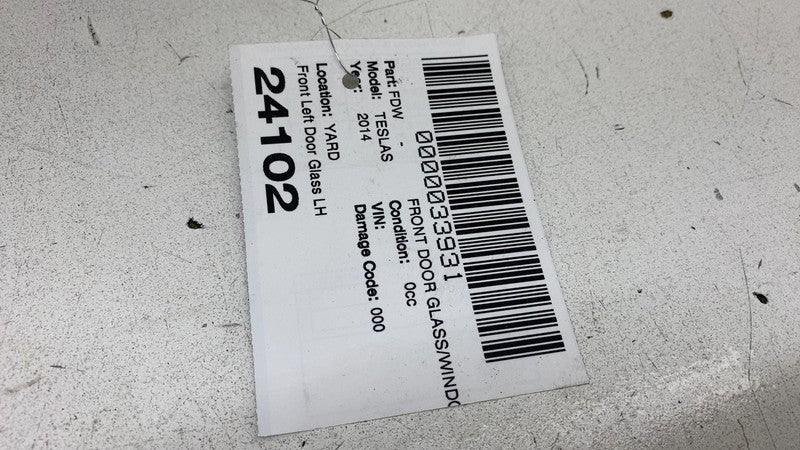 0000033931
Part: FDW - FRONT DOOR GLASS/WINDO
Model: TESLAS Condition: 0cc
Year: 2014 VIN:
Damage Code: 000
Location: YARD
Front Left Door Glass LH
24102